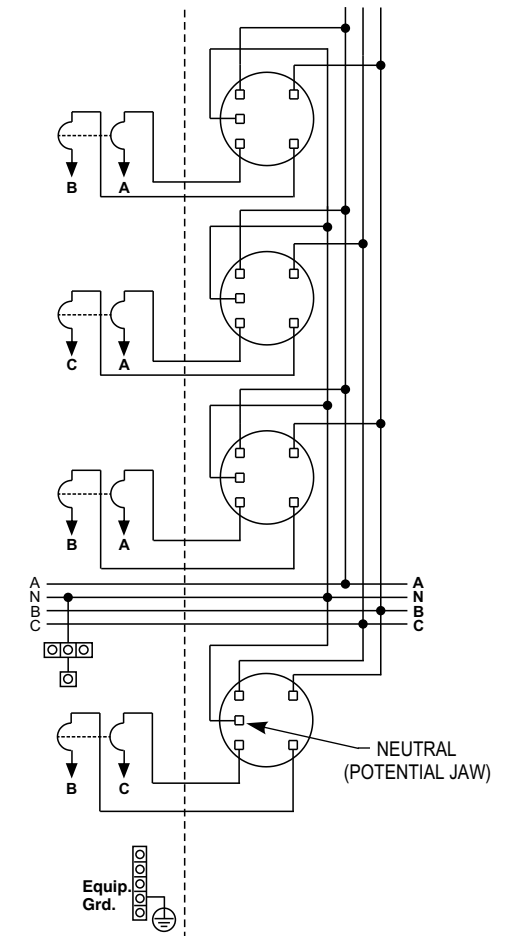 B A
C A
B A
A A
N N
B B
C C
NEUTRAL
(POTENTIAL JAW)
B C
Equip.
Grd.